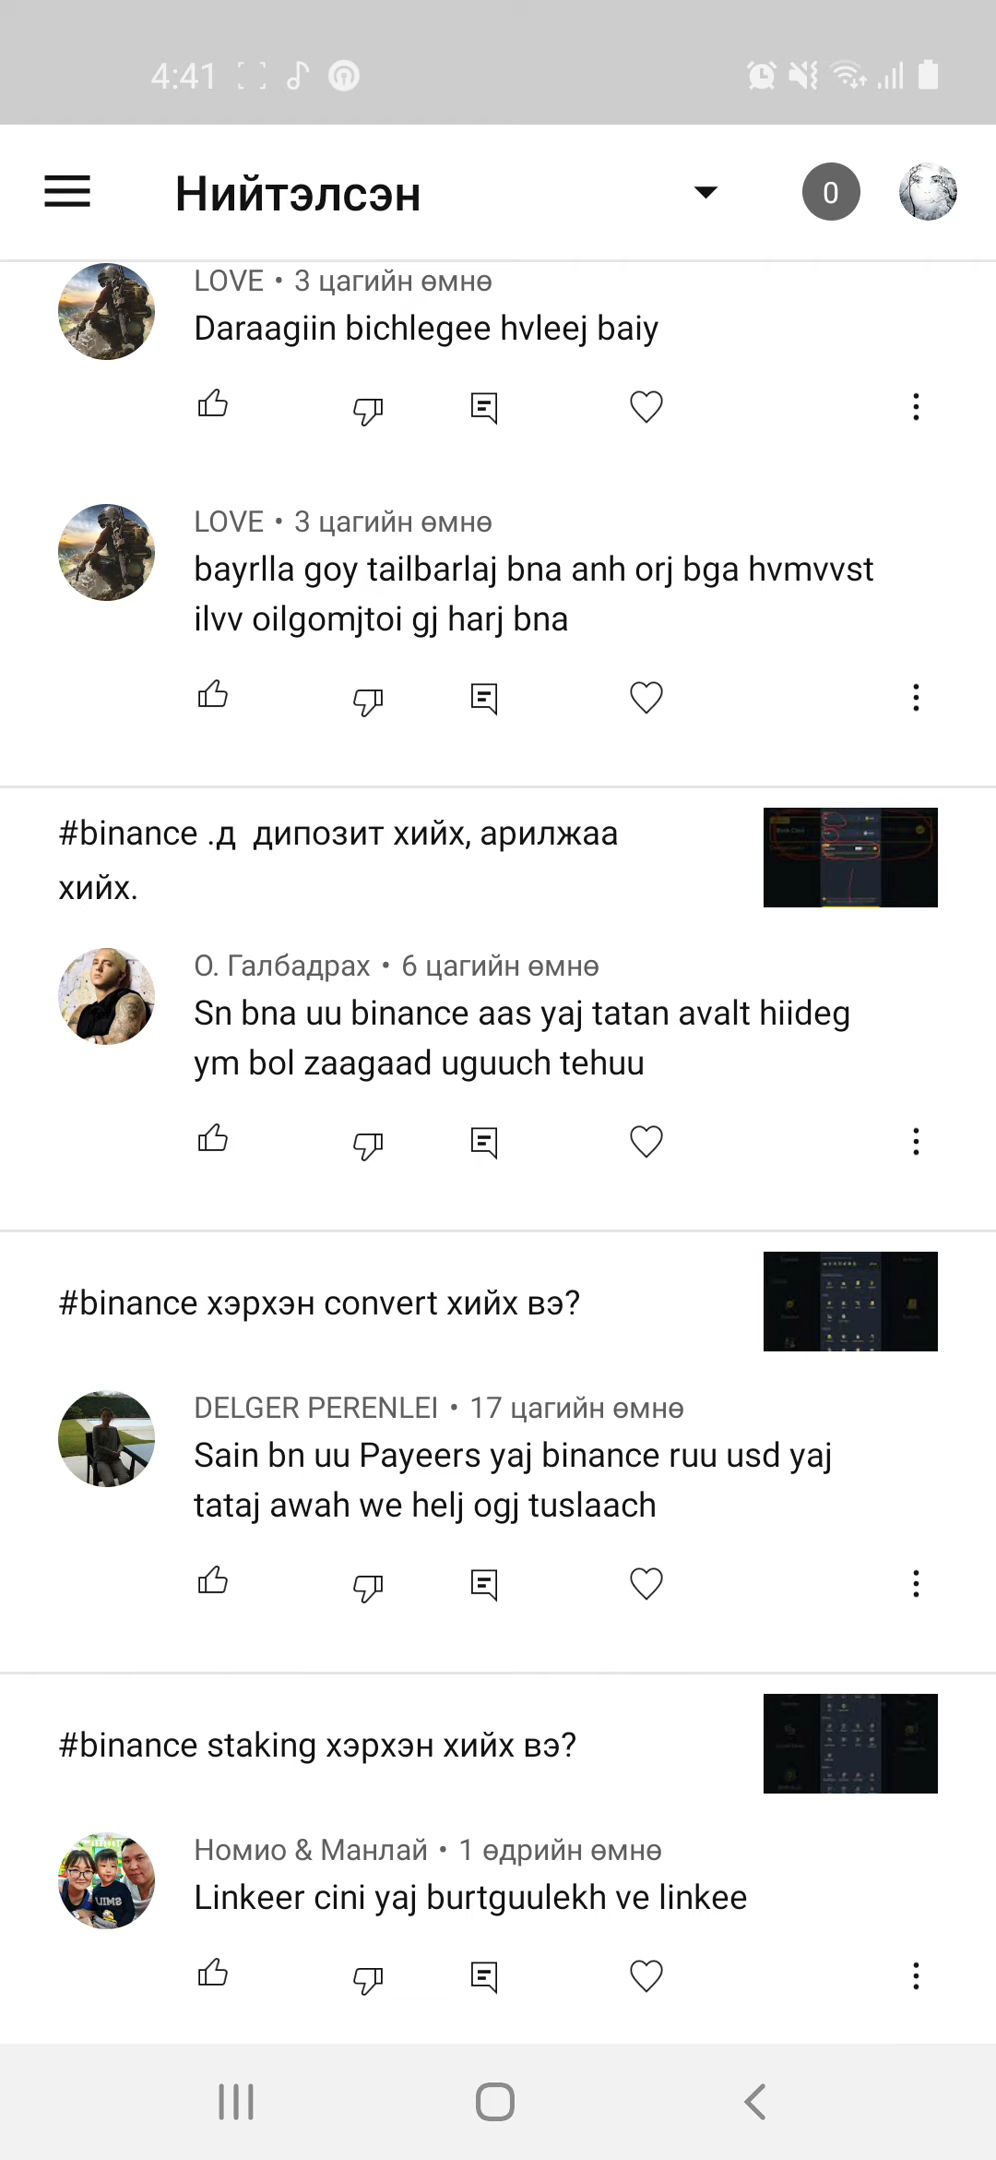 4:41
Нийтэлсэн
0
LOVE • 3 цагийн өмнө
Daraagiin bichlegee hvleej baiy
LOVE • 3 цагийн өмнө
bayrlla goy tailbarlaj bna anh orj bga hvmvvst
ilvv oilgomjtoi gj harj bna
#binance .д  дипозит хийх, арилжаа
хийх.
О. Галбадрах • 6 цагийн өмнө
Sn bna uu binance aas yaj tatan avalt hiideg
ym bol zaagaad uguuch tehuu
#binance хэрхэн convert хийх вэ?
DELGER PERENLEI • 17 цагийн өмнө
Sain bn uu Payeers yaj binance ruu usd yaj
tataj awah we helj ogj tuslaach
#binance staking хэрхэн хийх вэ?
Номио & Манлай • 1 өдрийн өмнө
Linkeer cini yaj burtguulekh ve linkee